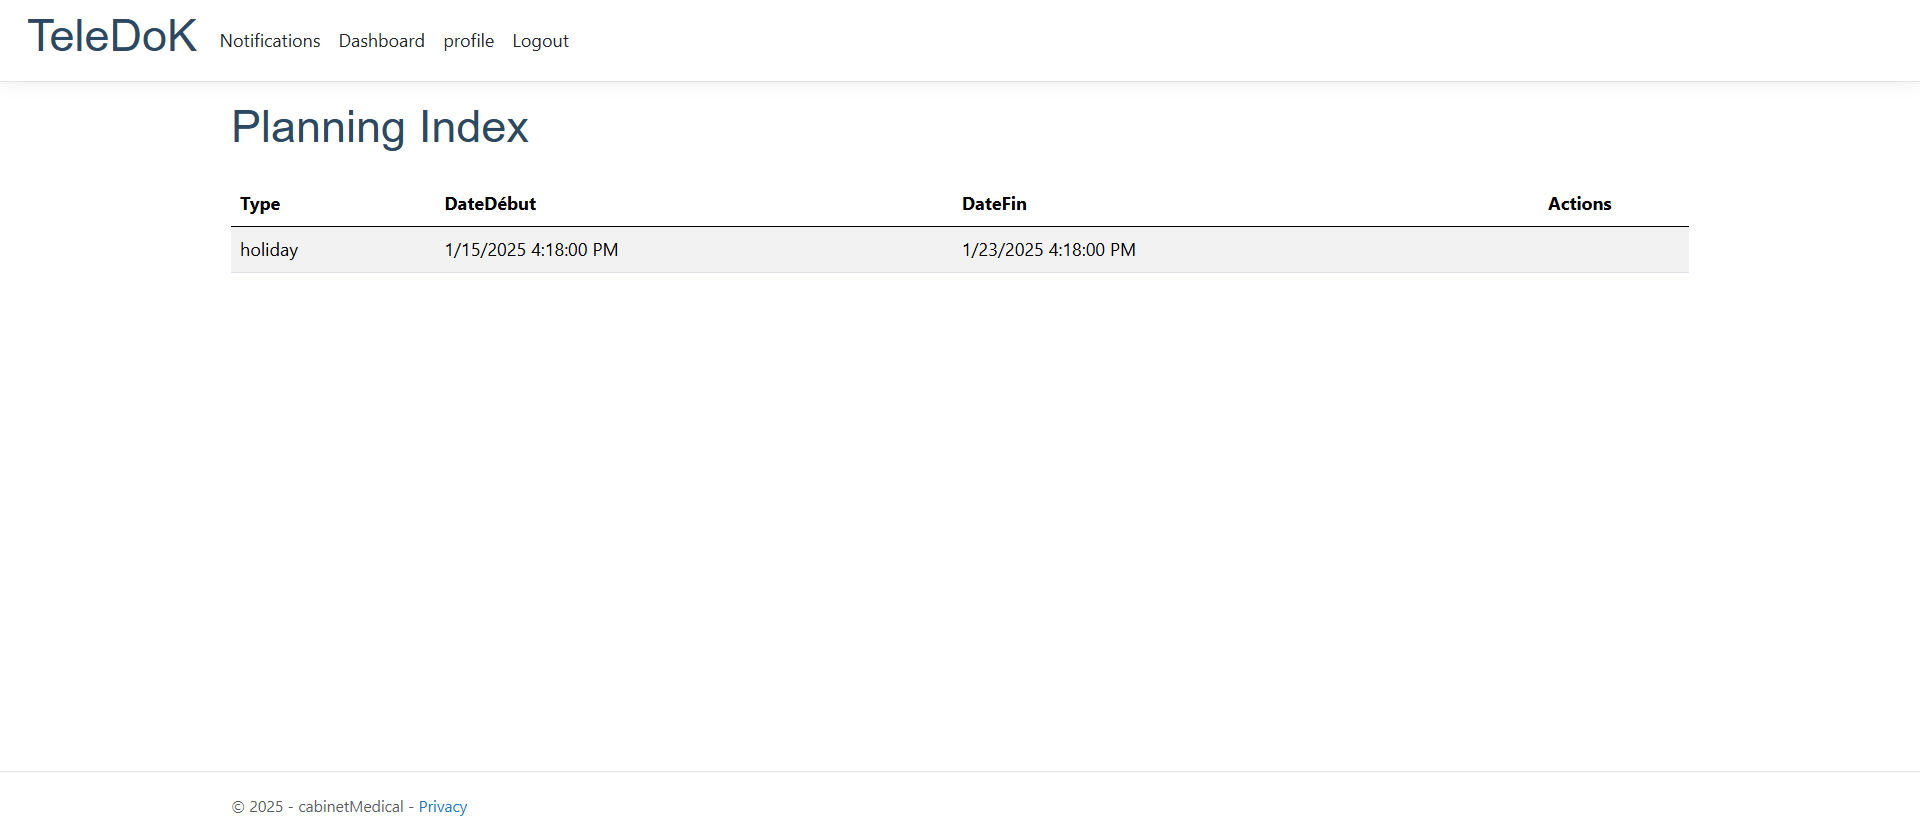 TeleDoK Notifications Dashboard profile Logout
Planning Index
Type DateDébut DateFin Actions
holiday 1/15/2025 4:18:00 PM 1/23/2025 4:18:00 PM
© 2025 - cabinetMedical - Privacy